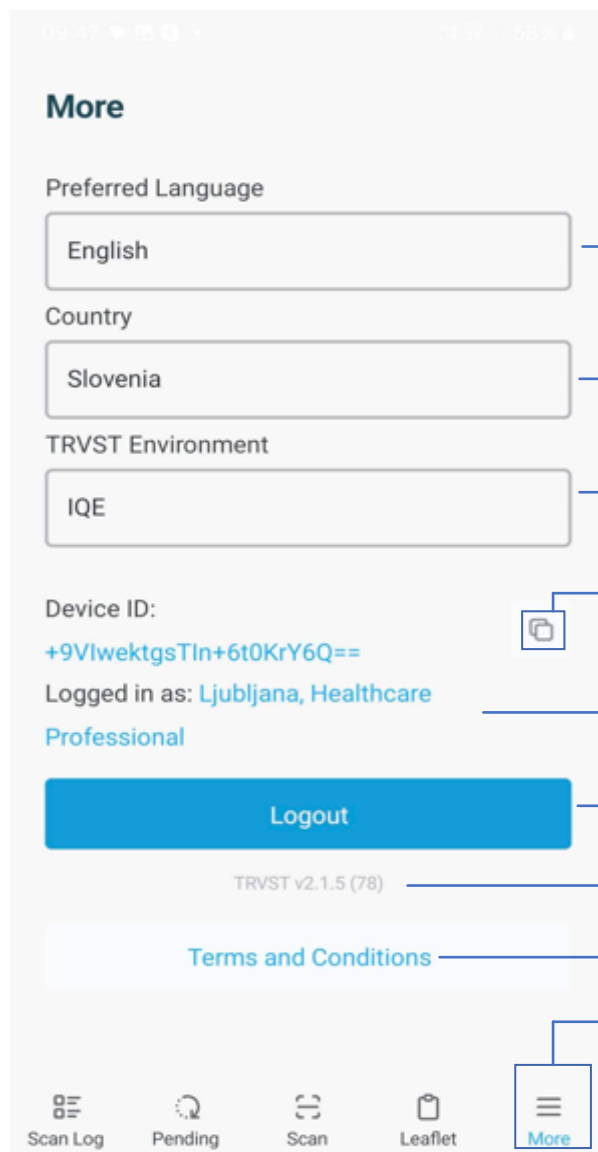 More
Preferred Language
English
Country
Slovenia
TRVST Environment
IQE
Device ID:
+9VIwektgsTIn+6t0KrY6Q==
Logged in as: Ljubljana, Healthcare
Professional
Logout
TRVST v2.1.5 (78)
Terms and Conditions
Scan Log Pending Scan Leaflet More